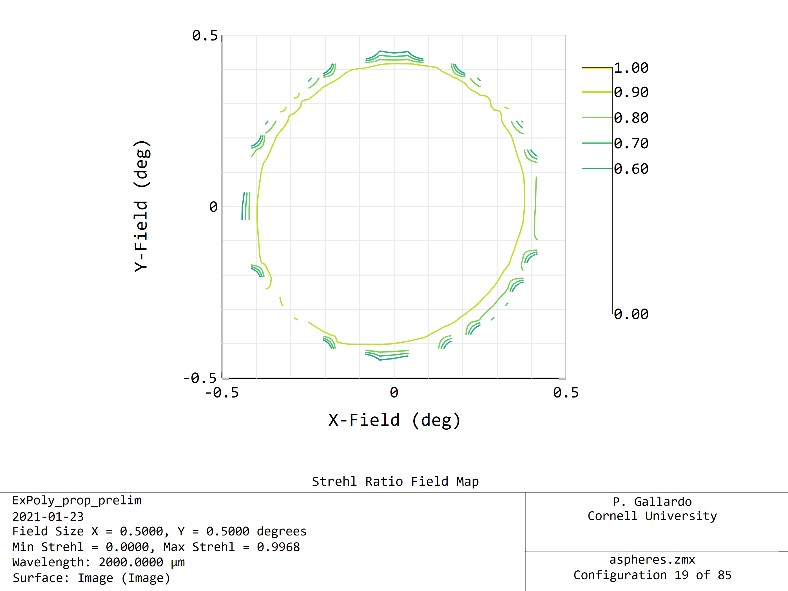 0.5
1.00
0.90
0.80
0.70
0.60
Y-Field (deg)
0
0.00
-0.5
-0.5
0
0.5
X-Field (deg)
Strehl Ratio Field Map
ExPoly_prop_prelim
2021-01-23
Field Size X = 0.5000, Y = 0.5000 degrees
Min Strehl = 0.0000, Max Strehl = 0.9968
Wavelength: 2000.0000 µm
Surface: Image (Image)
P. Gallardo
Cornell University
aspheres.zmx
Configuration 19 of 85